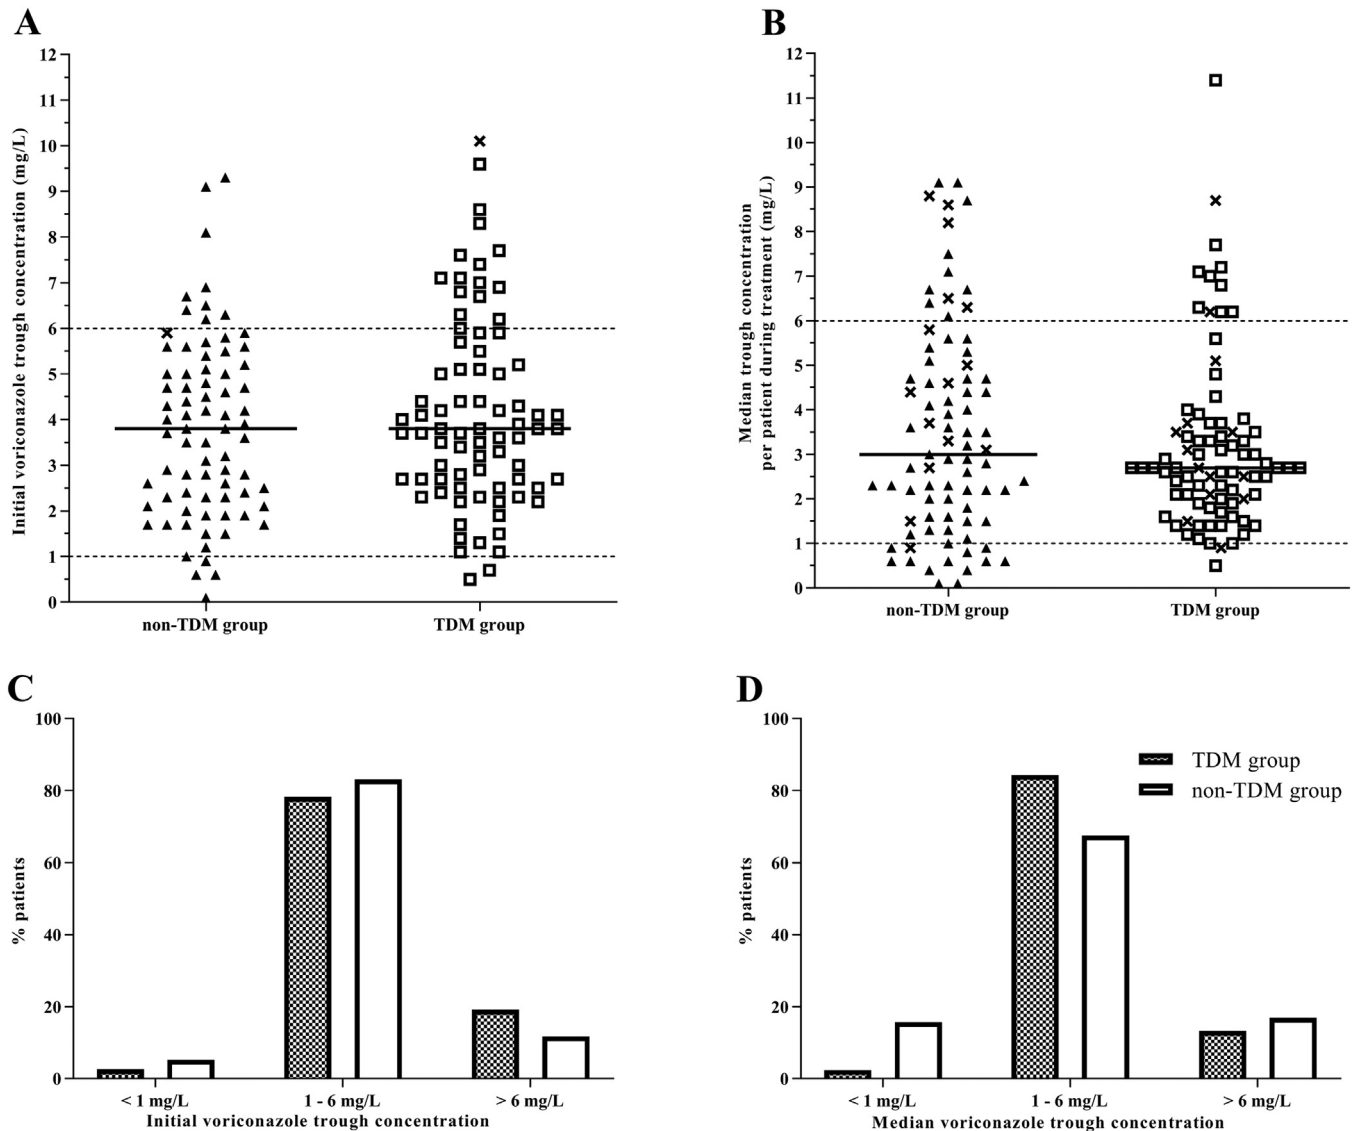 A
Initial voriconazole trough concentration (mg/L)
12
11
10
9
8
7
6
5
4
3
2
1
0
non-TDM group
TDM group
B
Median trough concentration
per patient during treatment (mg/L)
12
11
10
9
8
7
6
5
4
3
2
1
0
non-TDM group
TDM group
C
% patients
100
80
60
40
20
0
< 1 mg/L
1 - 6 mg/L
> 6 mg/L
Initial voriconazole trough concentration
D
% patients
100
80
60
40
20
0
TDM group
non-TDM group
< 1 mg/L
1 - 6 mg/L
> 6 mg/L
Median voriconazole trough concentration